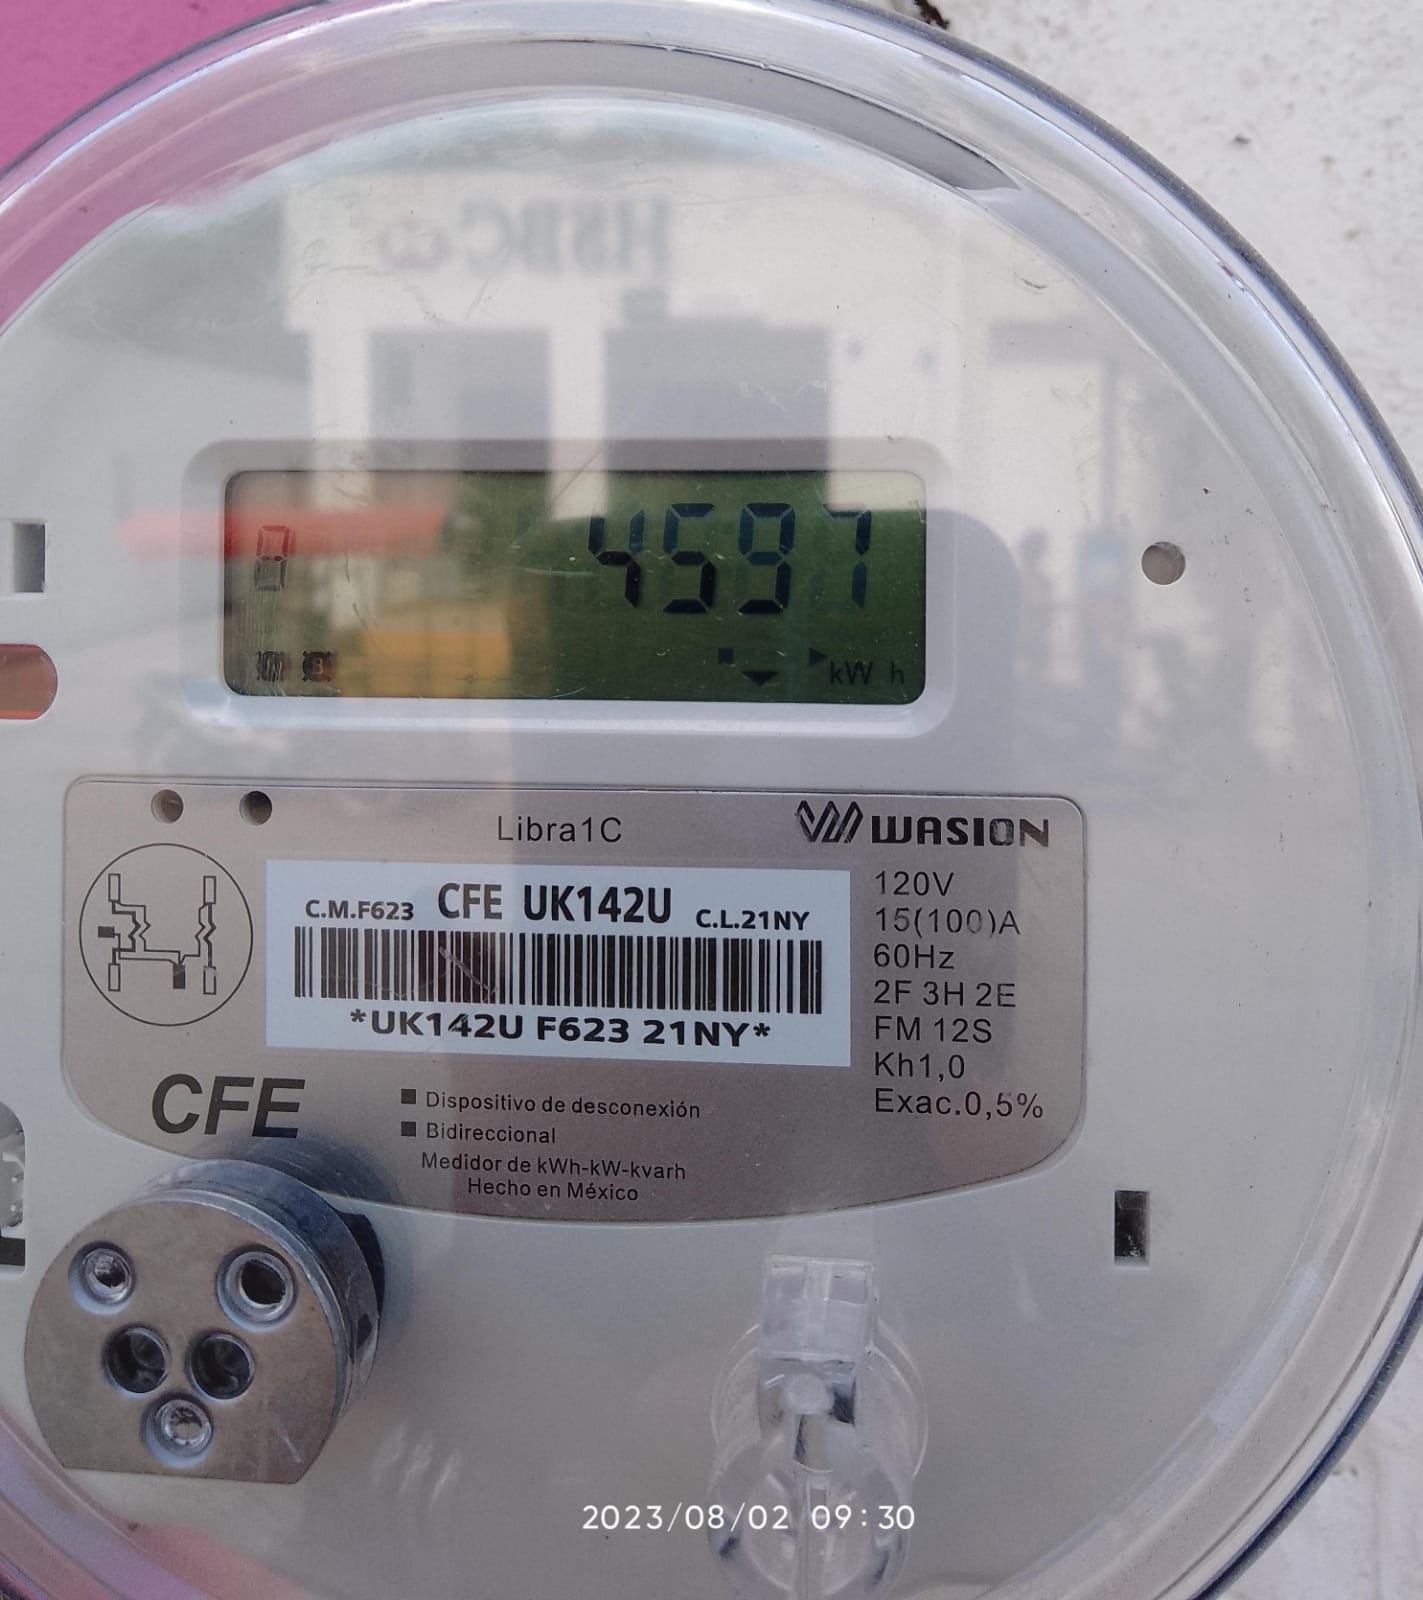 HSBC
4597
B
kW h
Libra1C
WASION
C.M.F623 CFE UK142U C.L.21NY
*UK142U F623 21NY*
120V
15(100)A
60Hz
2F 3H 2E
FM 12S
Kh1,0
Exac.0,5%
CFE
Dispositivo de desconexión
Bidireccional
Medidor de kWh-kW-kvarh
Hecho en México
2023/08/02 09:30